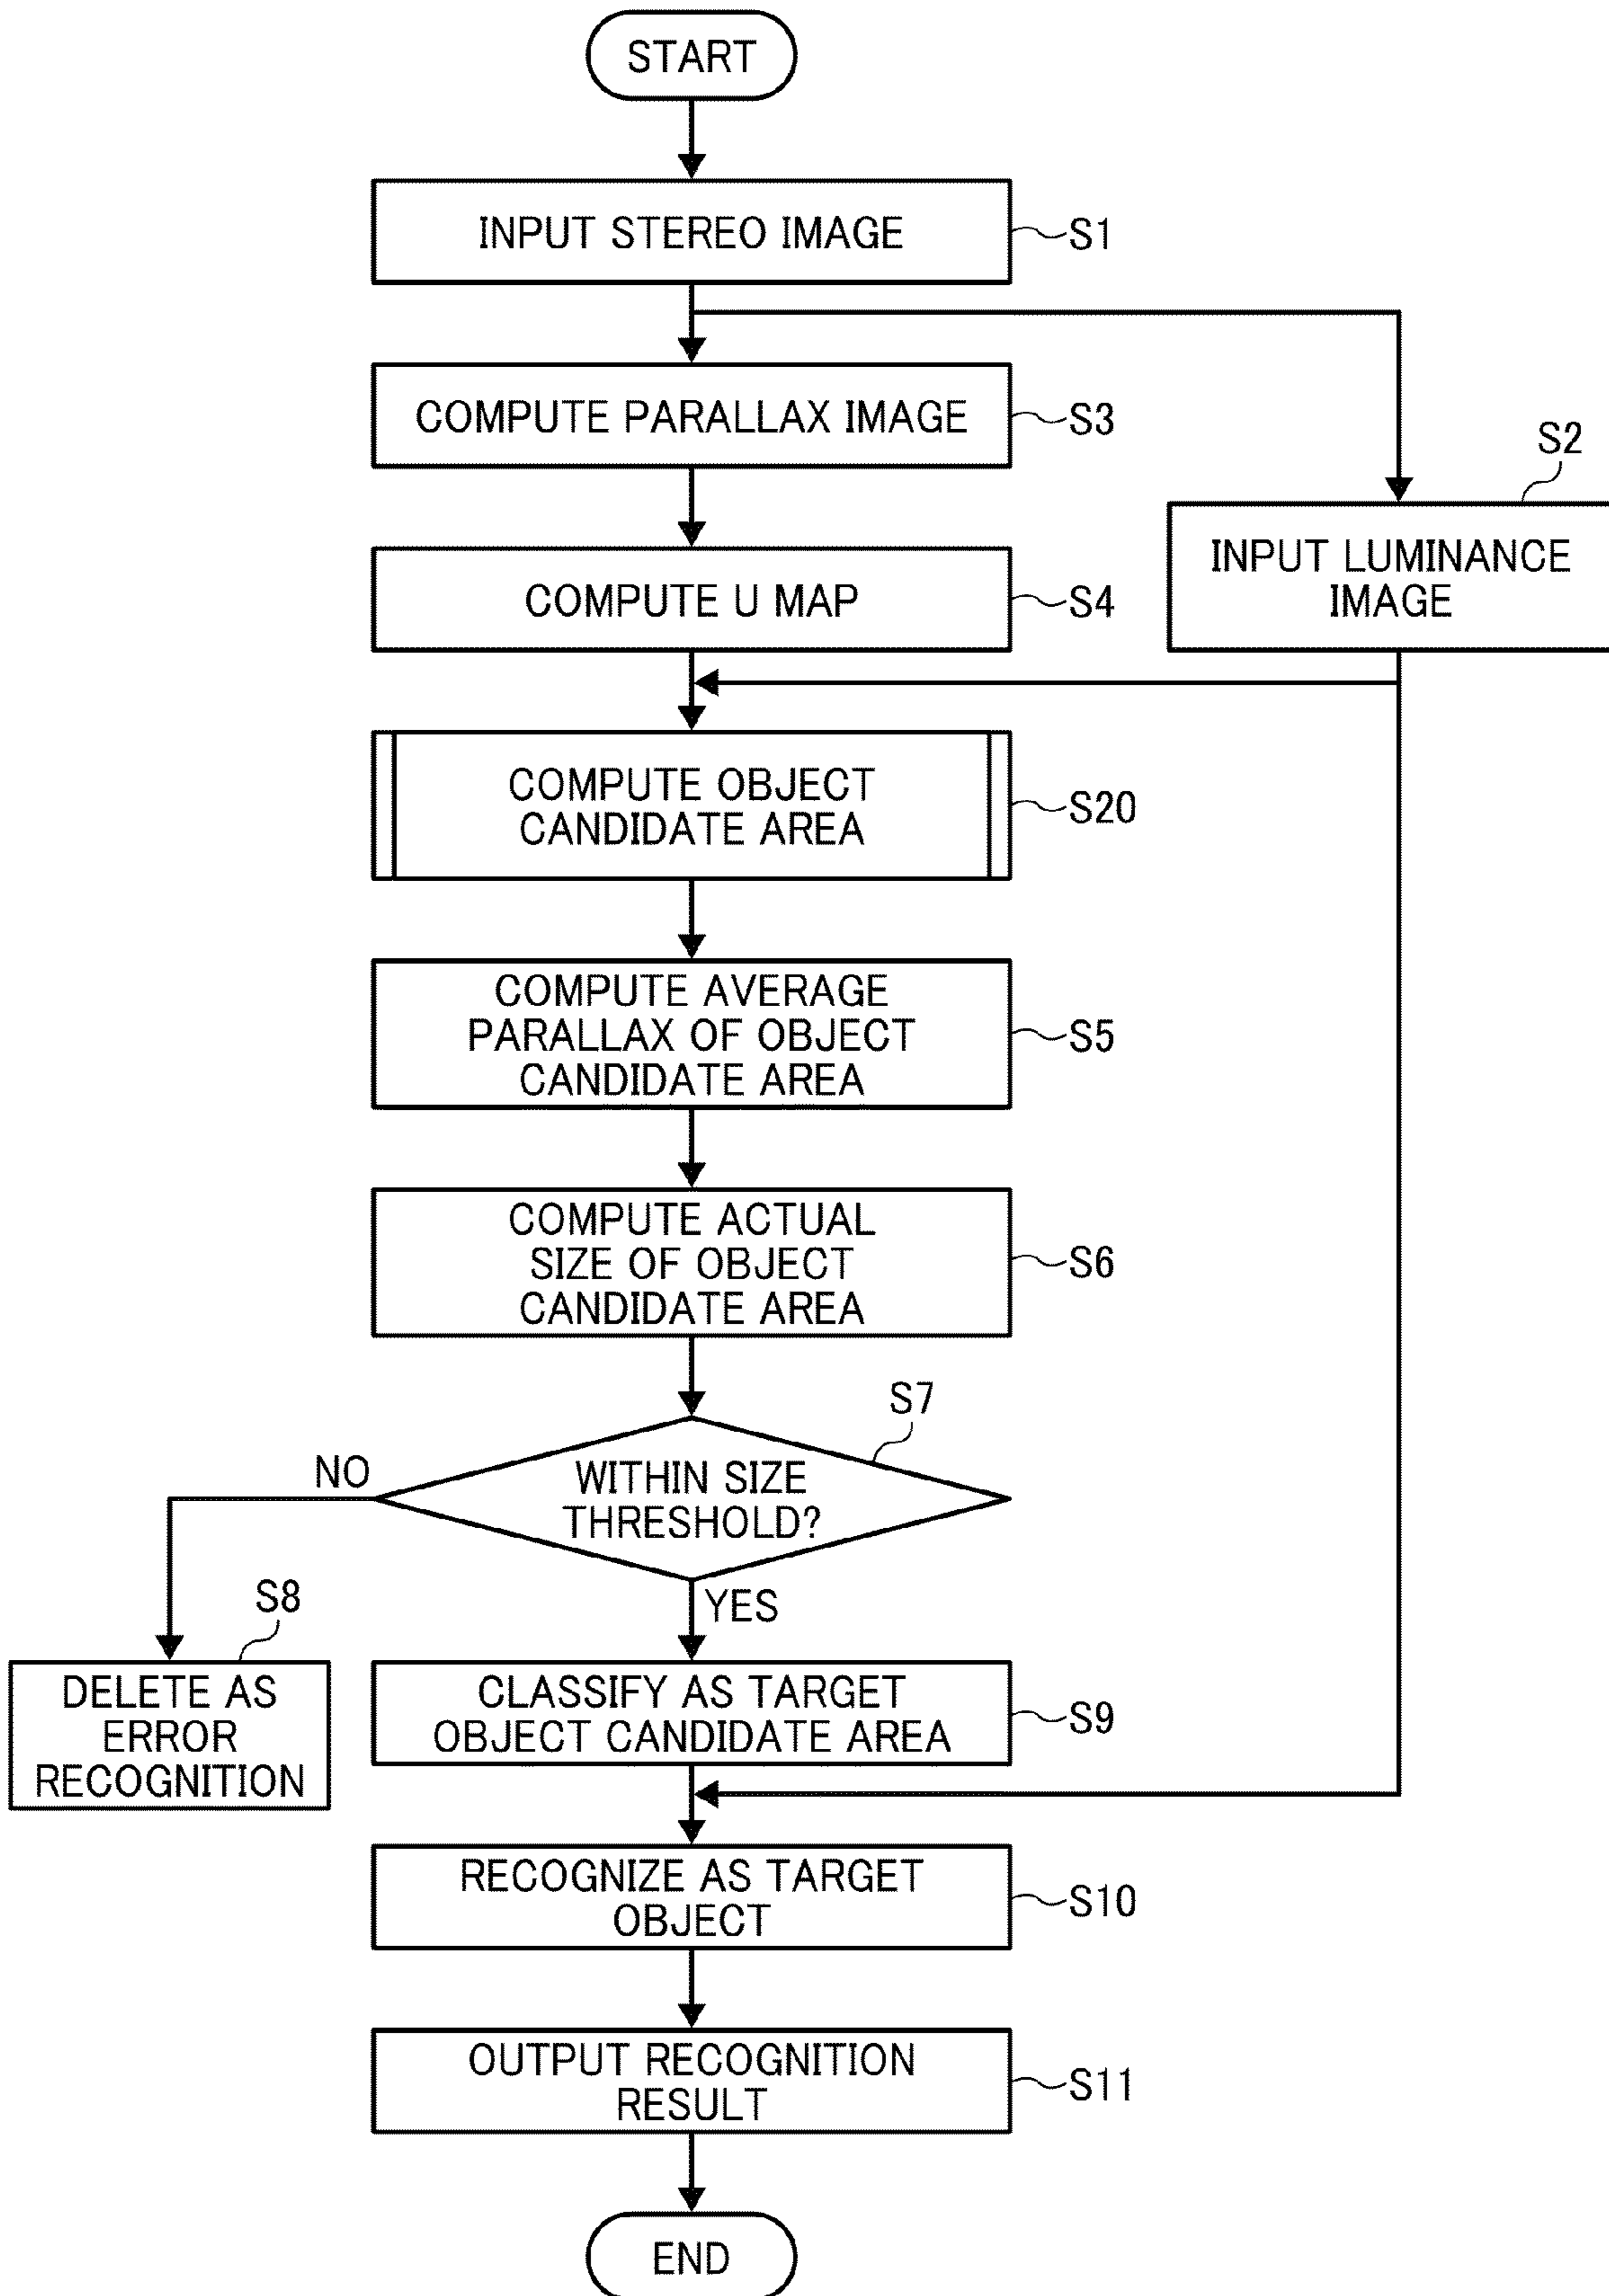 START
INPUT STEREO IMAGE
S1
COMPUTE PARALLAX IMAGE
S3
S2
INPUT LUMINANCE
IMAGE
COMPUTE U MAP
S4
COMPUTE OBJECT
CANDIDATE AREA
S20
COMPUTE AVERAGE
PARALLAX OF OBJECT
CANDIDATE AREA
S5
COMPUTE ACTUAL
SIZE OF OBJECT
CANDIDATE AREA
S6
S7
WITHIN SIZE
THRESHOLD?
NO
YES
S8
DELETE AS
ERROR
RECOGNITION
CLASSIFY AS TARGET
OBJECT CANDIDATE AREA
S9
RECOGNIZE AS TARGET
OBJECT
S10
OUTPUT RECOGNITION
RESULT
S11
END